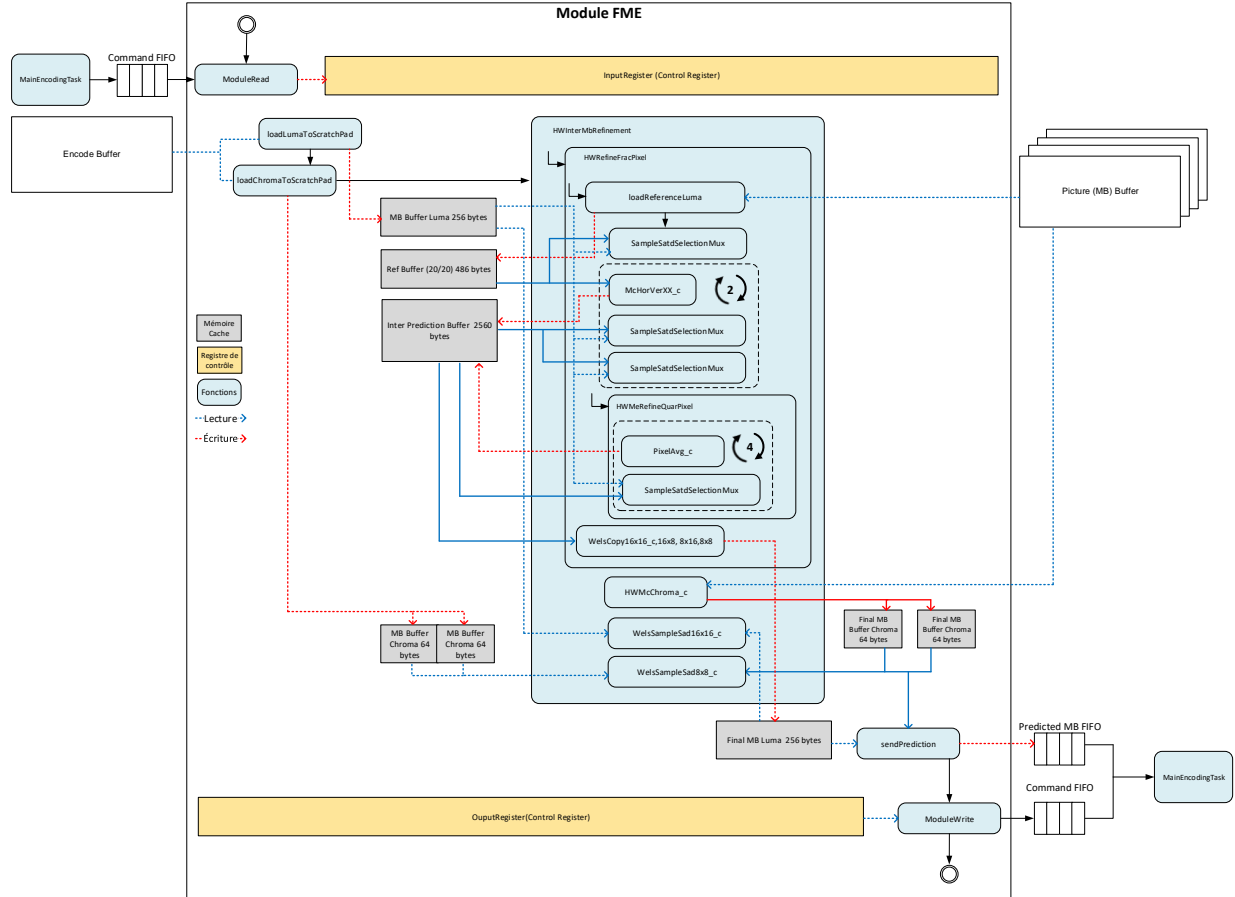 Module FME
Command FIFO
MainEncodingTask
ModuleRead
InputRegister (Control Register)
Encode Buffer
loadLumaToScratchPad
loadChromaToScratchPad
HWInterMbRefinement
HWRefineFracPixel
loadReferenceLuma
Picture (MB) Buffer
MB Buffer Luma 256 bytes
SampleSatdSelectionMux
Ref Buffer (20/20) 486 bytes
McHorVerXX_c
2
Inter Prediction Buffer 2560
bytes
SampleSatdSelectionMux
SampleSatdSelectionMux
Mémoire
Cache
Registre de
contrôle
Fonctions
Lecture
Écriture
HWMeRefineQuarPixel
PixelAvg_c
4
SampleSatdSelectionMux
WelsCopy16x16_c,16x8, 8x16,8x8
HWMcChroma_c
MB Buffer
Chroma 64
bytes
MB Buffer
Chroma 64
bytes
WelsSampleSad16x16_c
WelsSampleSad8x8_c
Final MB
Buffer Chroma
64 bytes
Final MB
Buffer Chroma
64 bytes
Final MB Luma 256 bytes
sendPrediction
Predicted MB FIFO
MainEncodingTask
Command FIFO
OuputRegister(Control Register)
ModuleWrite